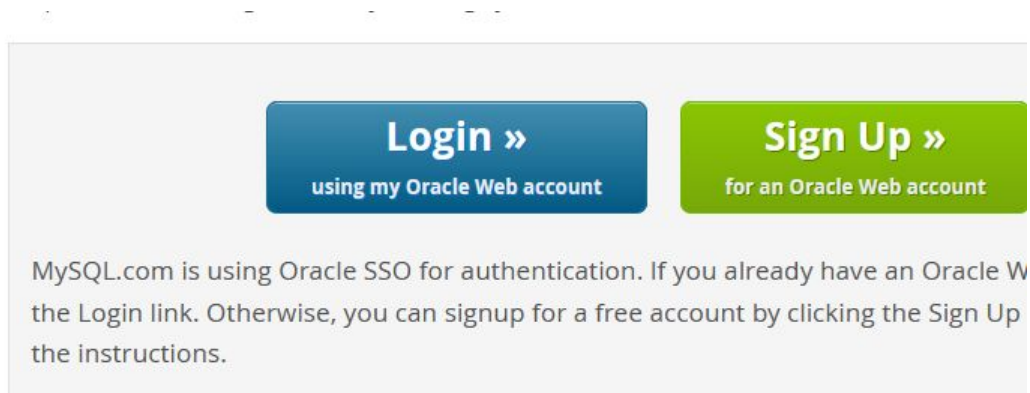 Login »
using my Oracle Web account
Sign Up »
for an Oracle Web account
MySQL.com is using Oracle SSO for authentication. If you already have an Oracle
the Login link. Otherwise, you can signup for a free account by clicking the Sign Up
the instructions.